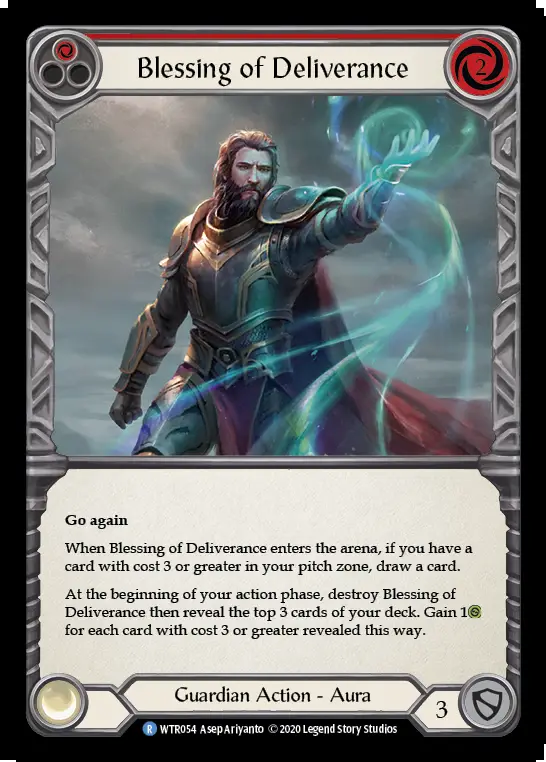 Blessing of Deliverance
2
Go again
When Blessing of Deliverance enters the arena, if you have a
card with cost 3 or greater in your pitch zone, draw a card.
At the beginning of your action phase, destroy Blessing of
Deliverance then reveal the top 3 cards of your deck. Gain 1
for each card with cost 3 or greater revealed this way.
Guardian Action - Aura
3
R WTR054 Asep Ariyanto © 2020 Legend Story Studios